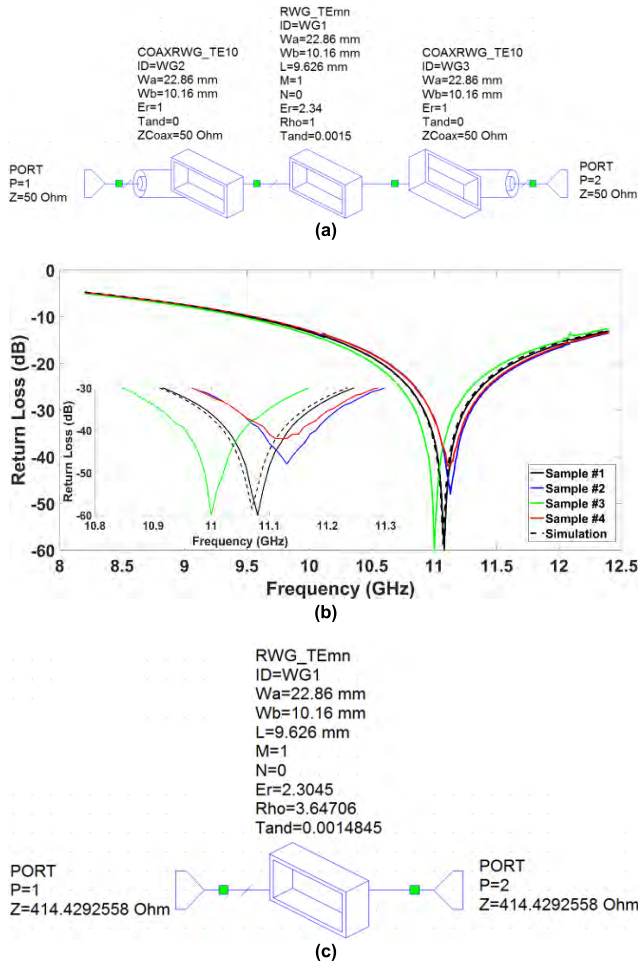 RWG_TEmn
ID=WG1
Wa=22.86 mm
Wb=10.16 mm
L=9.626 mm
M=1
N=0
Er=2.34
Rho=1
Tand=0.0015
COAXRWG_TE10
ID=WG2
Wa=22.86 mm
Wb=10.16 mm
Er=1
Tand=0
ZCoax=50 Ohm
COAXRWG_TE10
ID=WG3
Wa=22.86 mm
Wb=10.16 mm
Er=1
Tand=0
ZCoax=50 Ohm
PORT
P=1
Z=50 Ohm
PORT
P=2
Z=50 Ohm
(a)
Return Loss (dB)
0
-10
-20
-30
-40
-50
-60
8 8.5 9 9.5 10 10.5 11 11.5 12 12.5
Frequency (GHz)
Return Loss (dB)
-30
-40
-50
-60
10.8 10.9 11 11.1 11.2 11.3
Frequency (GHz)
Sample #1
Sample #2
Sample #3
Sample #4
Simulation
(b)
RWG_TEmn
ID=WG1
Wa=22.86 mm
Wb=10.16 mm
L=9.626 mm
M=1
N=0
Er=2.3045
Rho=3.64706
Tand=0.0014845
PORT
P=1
Z=414.4292558 Ohm
PORT
P=2
Z=414.4292558 Ohm
(c)